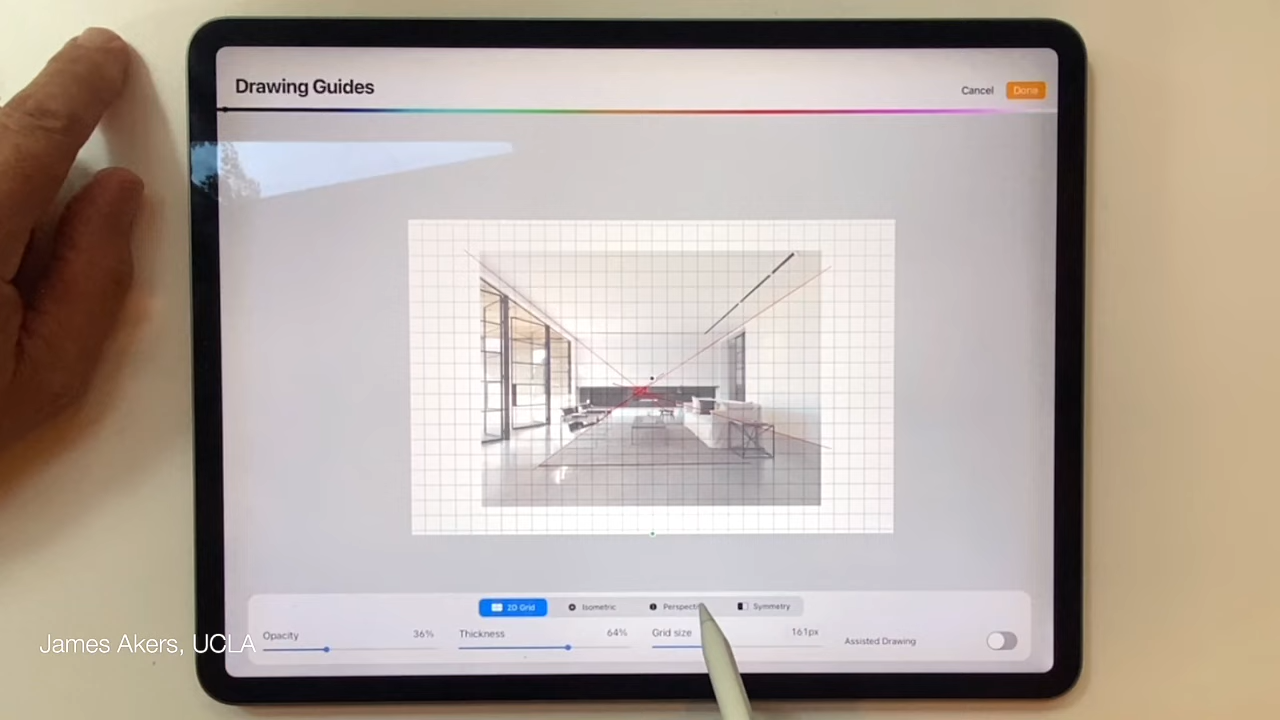 Drawing Guides
Cancel
Done
2D Grid
Isometric
Symmetry
Opacity
36%
Thickness
64%
Grid size
161px
Assisted Drawing
James Akers, UCLA